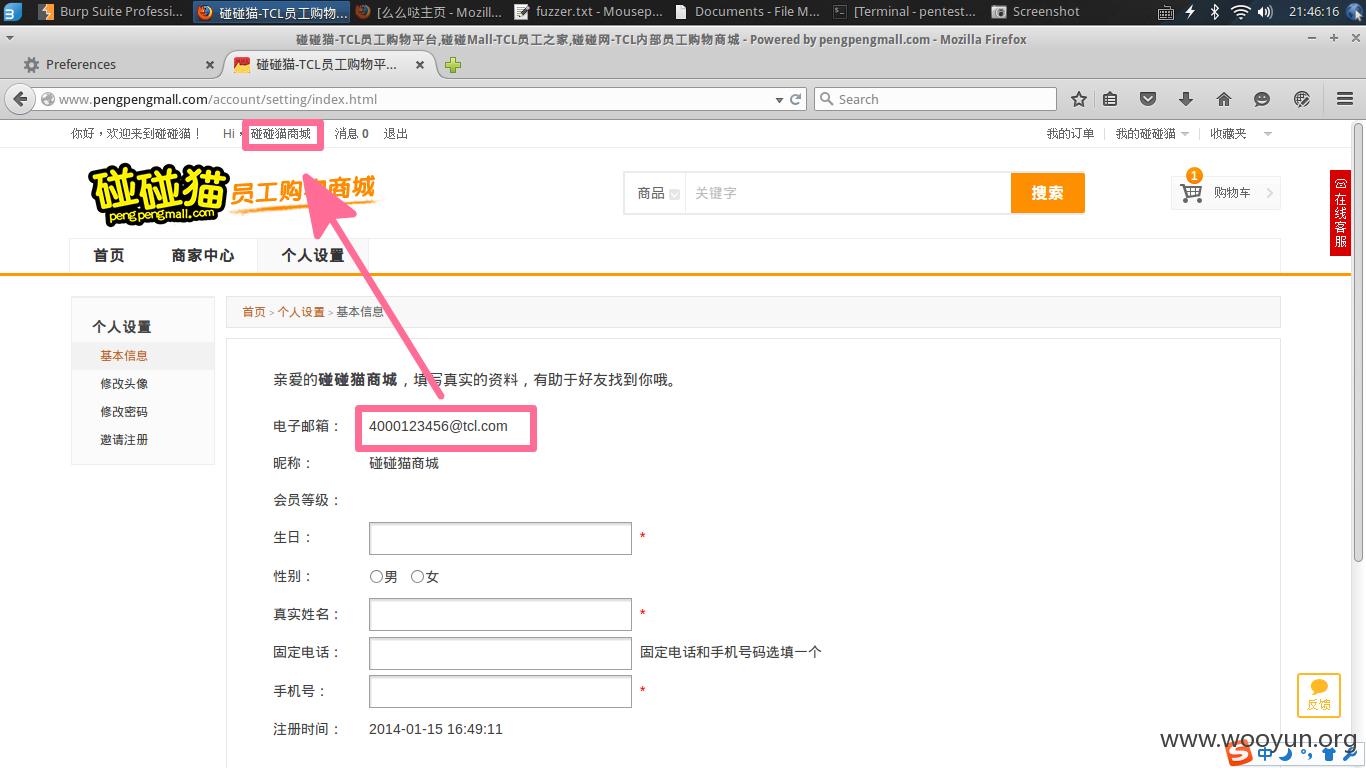 Burp Suite Professi...
碰碰猫-TCL员工购物...
[么么哒主页 - Mozill...
fuzzer.txt - Mousep...
Documents - File M...
[Terminal - pentest...
Screenshot
21:46:16
碰碰猫-TCL员工购物平台,碰碰Mall-TCL员工之家,碰碰网-TCL内部员工购物商城 - Powered by pengpengmall.com - Mozilla Firefox
Preferences
碰碰猫-TCL员工购物平...
www.pengpengmall.com/account/setting/index.html
Search
你好，欢迎来到碰碰猫！ Hi，碰碰猫商城 消息 0 退出
我的订单 我的碰碰猫 收藏夹
碰碰猫
pengpengmall.com
员工购物商城
商品 关键字 搜索
1
购物车
在线客服
首页 商家中心 个人设置
个人设置
基本信息
修改头像
修改密码
邀请注册
首页 > 个人设置 > 基本信息
亲爱的碰碰猫商城，填写真实的资料，有助于好友找到你哦。
电子邮箱： 4000123456@tcl.com
昵称： 碰碰猫商城
会员等级：
生日： *
性别： 男 女
真实姓名： *
固定电话： 固定电话和手机号码选填一个
手机号： *
注册时间： 2014-01-15 16:49:11
反馈
www.wooyun.org
中